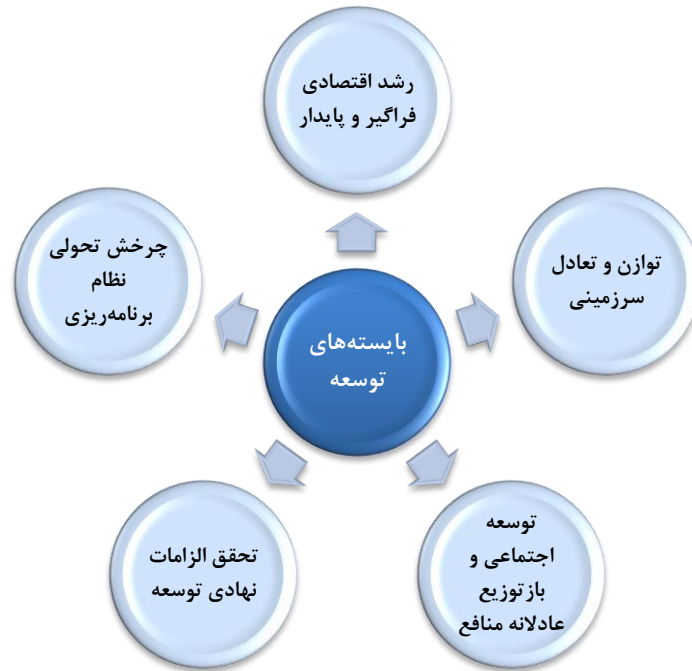 رشد اقتصادی
فراگیر و پایدار
توازن و تعادل
سرزمینی
چرخش تحولی
نظام
برنامه‌ریزی
بایسته‌های
توسعه
توسعه
اجتماعی و
بازتوزیع
عادلانه منافع
تحقق الزامات
نهادی توسعه